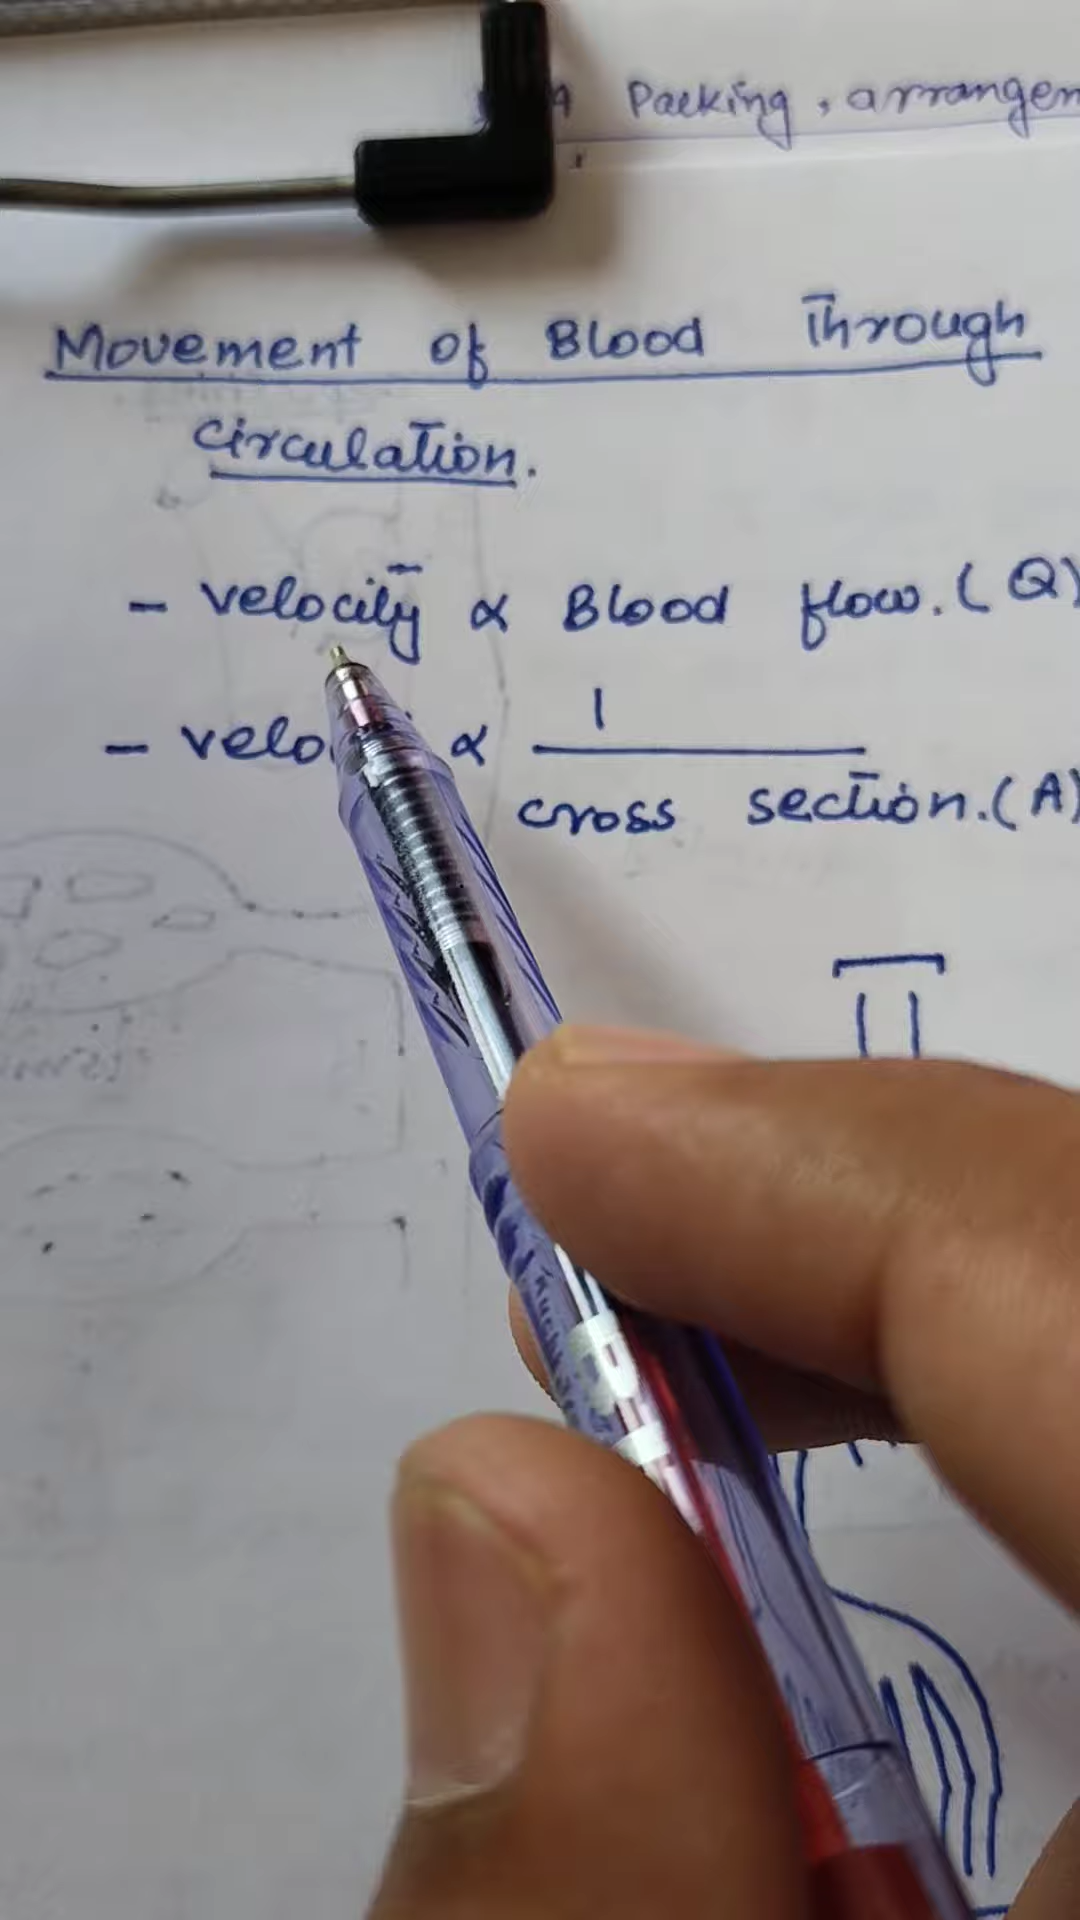 Packing, arrangem
Movement of Blood Through
circulation.
- velocity ∝ Blood flow. (Q)
- velo ∝ 1
cross section. (A)